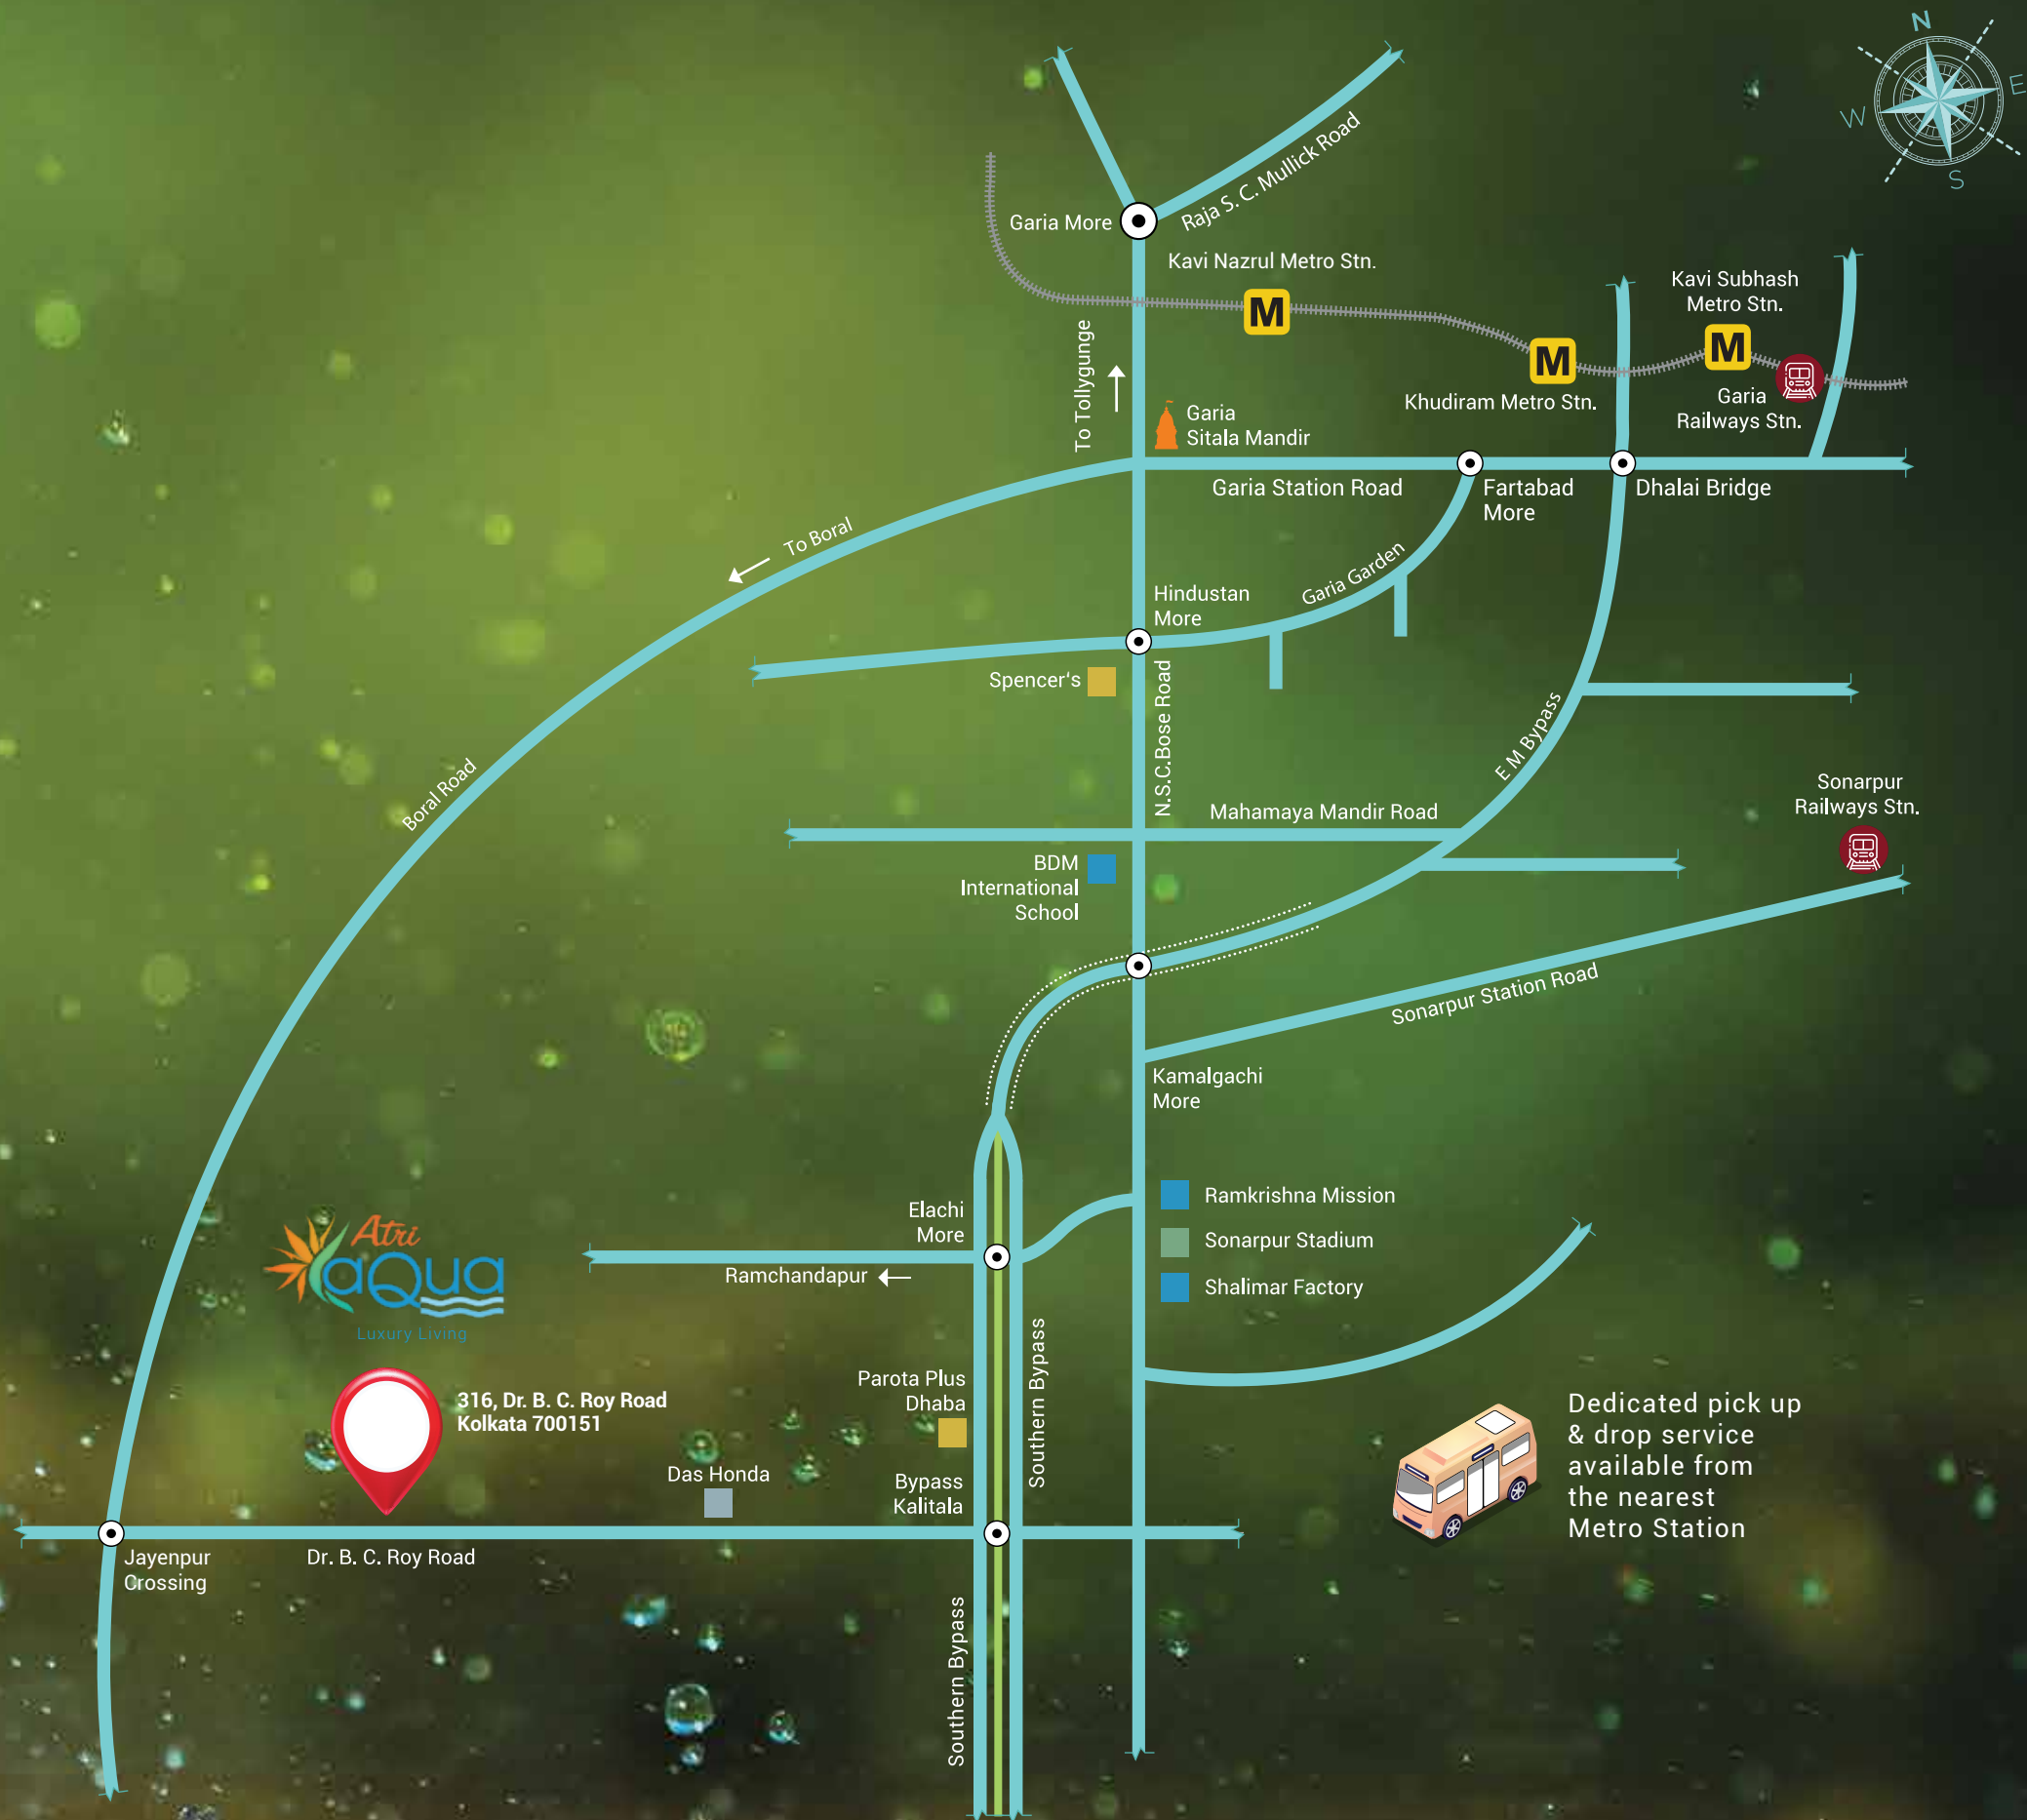 N
E
W
S
Raja S. C. Mullick Road
Garia More
Kavi Nazrul Metro Stn.
M
Kavi Subhash
Metro Stn.
M
M
Khudiram Metro Stn.
Garia
Railways Stn.
To Tollygunge
Garia
Sitala Mandir
Garia Station Road
Fartabad
More
Dhalai Bridge
To Boral
Garia Garden
Hindustan
More
Spencer‘s
N.S.C.Bose Road
E M Bypass
Boral Road
Mahamaya Mandir Road
Sonarpur
Railways Stn.
BDM
International
School
Sonarpur Station Road
Kamalgachi
More
Ramkrishna Mission
Sonarpur Stadium
Shalimar Factory
Elachi
More
Ramchandapur
Atri
aQua
Luxury Living
316, Dr. B. C. Roy Road
Kolkata 700151
Parota Plus
Dhaba
Southern Bypass
Das Honda
Bypass
Kalitala
Dedicated pick up
& drop service
available from
the nearest
Metro Station
Jayenpur
Crossing
Dr. B. C. Roy Road
Southern Bypass